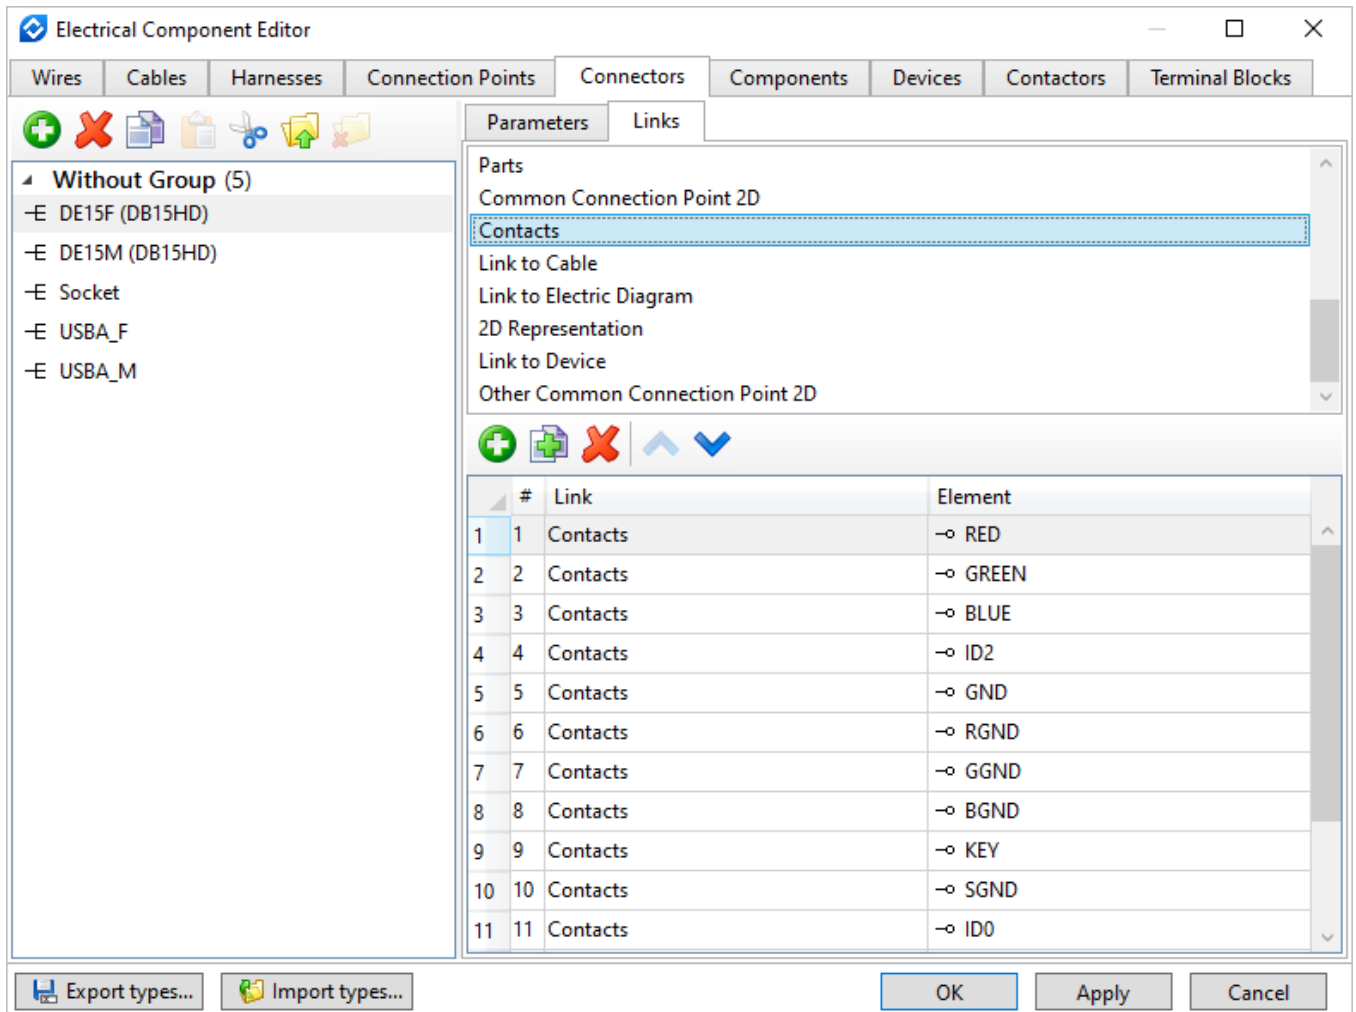 Electrical Component Editor
Wires Cables Harnesses Connection Points Connectors Components Devices Contactors Terminal Blocks
Parameters Links
Without Group (5)
DE15F (DB15HD)
DE15M (DB15HD)
Socket
USBA_F
USBA_M
Parts
Common Connection Point 2D
Contacts
Link to Cable
Link to Electric Diagram
2D Representation
Link to Device
Other Common Connection Point 2D
# Link Element
1 1 Contacts RED
2 2 Contacts GREEN
3 3 Contacts BLUE
4 4 Contacts ID2
5 5 Contacts GND
6 6 Contacts RGND
7 7 Contacts GGND
8 8 Contacts BGND
9 9 Contacts KEY
10 10 Contacts SGND
11 11 Contacts ID0
Export types... Import types... OK Apply Cancel